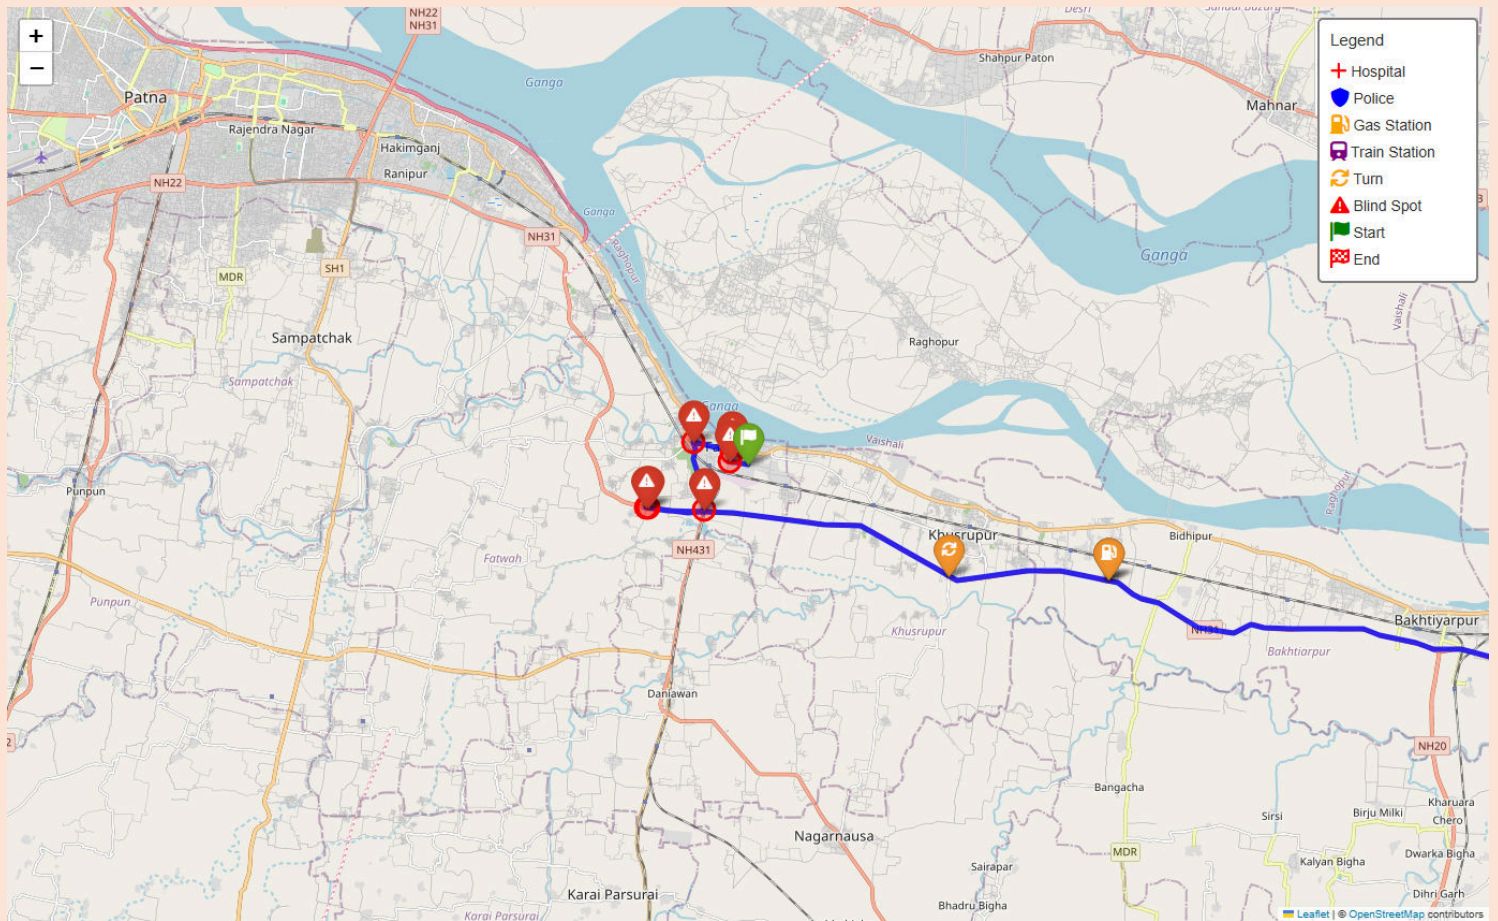 +
−
NH22
NH31
Desri
Ganga
Shahpur Paton
Mahnar
Patna
Rajendra Nagar
Hakimganj
Ranipur
NH22
Ganga
NH31
Raghopur
SH1
MDR
Ganga
Vaishali
Sampatchak
Raghopur
Sampatchak
Ganga
Vaishali
Punpun
Raghopur
NH431
Khusrupur
Bidhipur
Fatwah
Punpun
Khusrupur
NH31
Bakhtiyarpur
Bakhtiarpur
Daniawan
NH20
Bangacha
Sirsi
Birju Milki
Kharuara
Chero
Nagarnausa
MDR
Kalyan Bigha
Dwarka Bigha
Sairapar
Karai Parsurai
Bhadru Bigha
Dihri Garh
Karai Parsurai
Legend
Hospital
Police
Gas Station
Train Station
Turn
Blind Spot
Start
End
Leaflet | © OpenStreetMap contributors